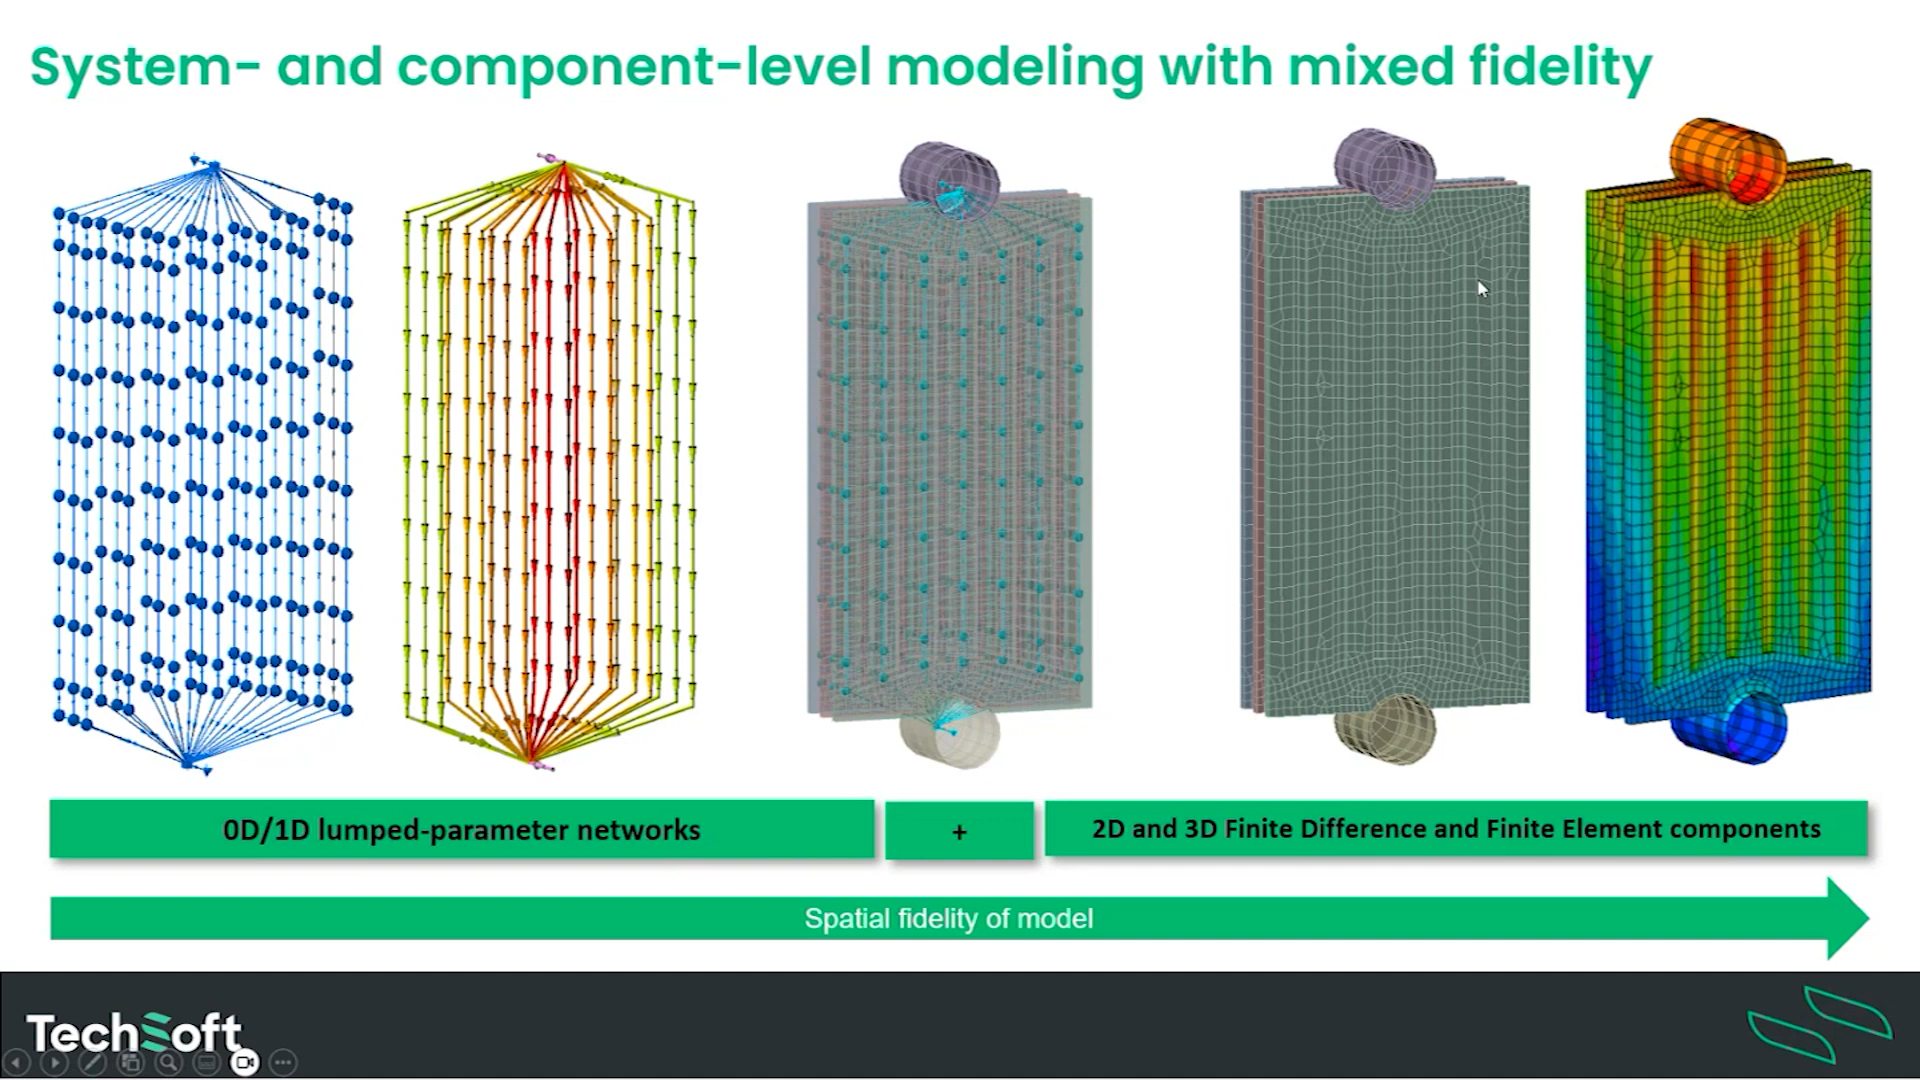 System- and component-level modeling with mixed fidelity
0D/1D lumped-parameter networks
+
2D and 3D Finite Difference and Finite Element components
Spatial fidelity of model
TechSoft